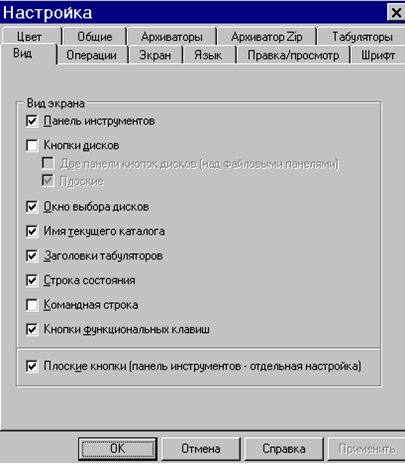 Настройка
Цвет Общие Архиваторы Архиватор Zip Табуляторы
Вид Операции Экран Язык Правка/просмотр Шрифт
Вид экрана
Панель инструментов
Кнопки дисков
Две панели кнопок дисков (над файловыми панелями)
Плоские
Окно выбора дисков
Имя текущего каталога
Заголовки табуляторов
Строка состояния
Командная строка
Кнопки функциональных клавиш
Плоские кнопки (панель инструментов - отдельная настройка)
OK Отмена Справка Применить